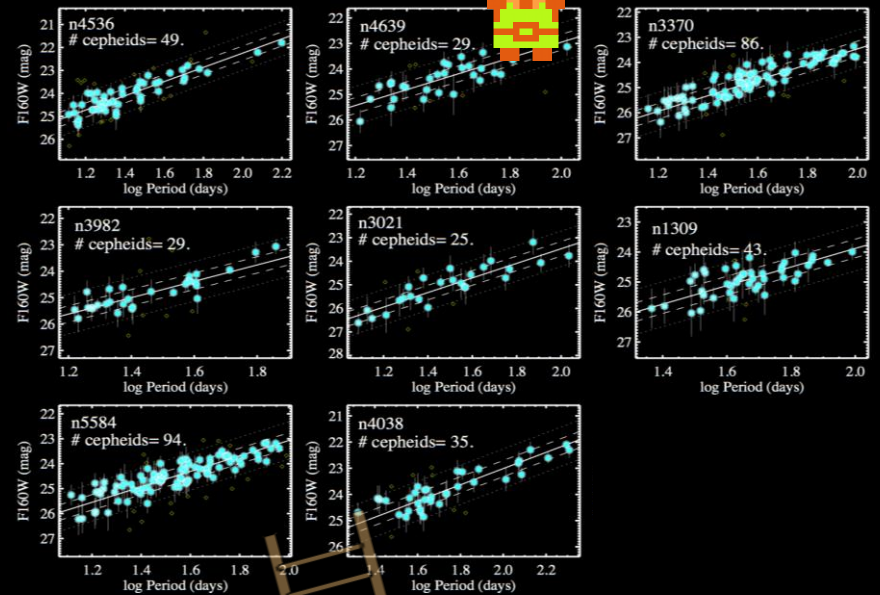 n4536
# cepheids= 49.
F160W (mag)
21
22
23
24
25
26
1.2 1.4 1.6 1.8 2.0 2.2
log Period (days)
n4639
# cepheids= 29.
F160W (mag)
22
23
24
25
26
27
1.2 1.4 1.6 1.8 2.0
log Period (days)
n3370
# cepheids= 86.
F160W (mag)
22
23
24
25
26
27
1.2 1.4 1.6 1.8 2.0
log Period (days)
n3982
# cepheids= 29.
F160W (mag)
22
23
24
25
26
27
1.2 1.4 1.6 1.8
log Period (days)
n3021
# cepheids= 25.
F160W (mag)
22
23
24
25
26
27
28
1.2 1.4 1.6 1.8 2.0
log Period (days)
n1309
# cepheids= 43.
F160W (mag)
23
24
25
26
27
1.4 1.6 1.8 2.0
log Period (days)
n5584
# cepheids= 94.
F160W (mag)
22
23
24
25
26
27
1.2 1.4 1.6 1.8 2.0
log Period (days)
n4038
# cepheids= 35.
F160W (mag)
21
22
23
24
25
26
1.4 1.6 1.8 2.0 2.2
log Period (days)